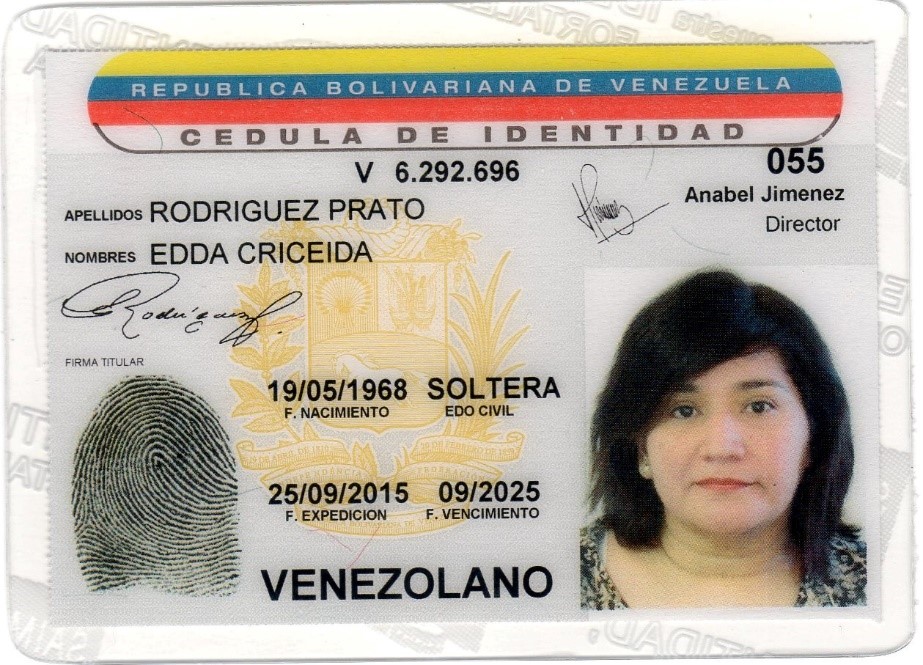 REPUBLICA BOLIVARIANA DE VENEZUELA
CEDULA DE IDENTIDAD
V 6.292.696
055
Anabel Jimenez
Director
APELLIDOS RODRIGUEZ PRATO
NOMBRES EDDA CRICEIDA
FIRMA TITULAR
19/05/1968 SOLTERA
F. NACIMIENTO EDO CIVIL
25/09/2015 09/2025
F. EXPEDICION F. VENCIMIENTO
VENEZOLANO